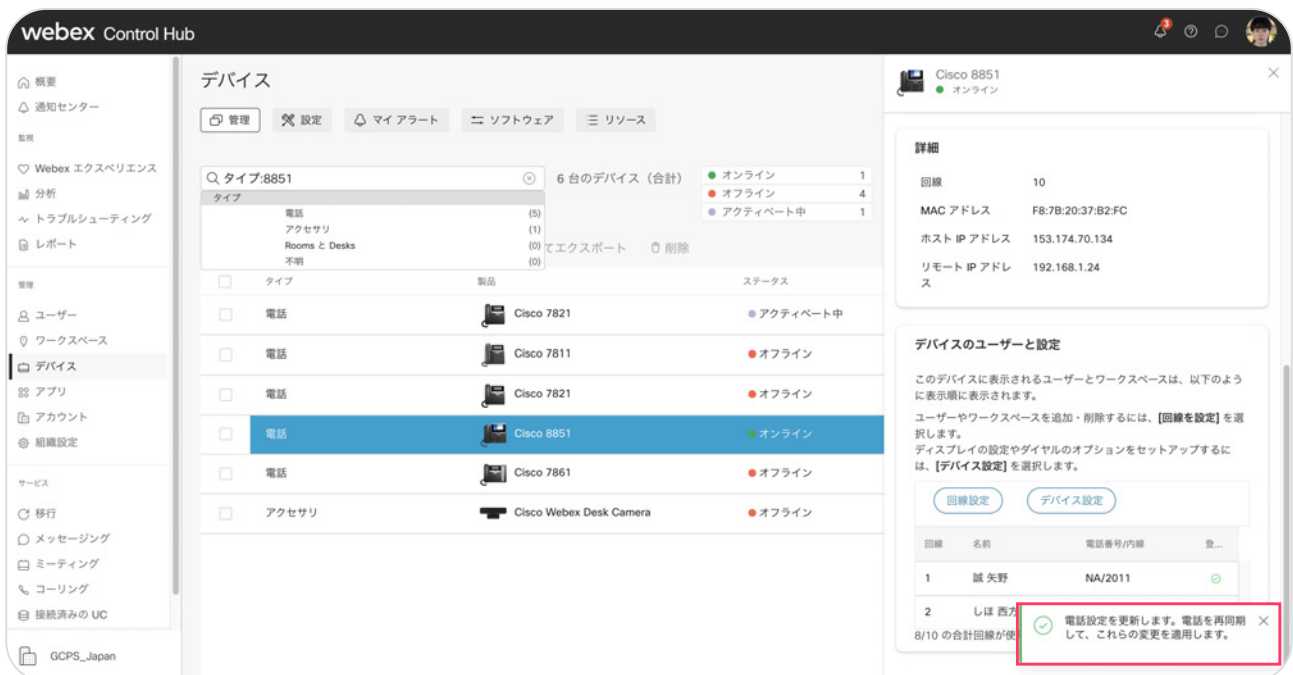 webex Control Hub
3
概要
通知センター
監視
Webex エクスペリエンス
分析
トラブルシューティング
レポート
管理
ユーザー
ワークスペース
デバイス
アプリ
アカウント
組織設定
サービス
移行
メッセージング
ミーティング
コーリング
接続済みの UC
GCPS_Japan
デバイス
管理
設定
マイ アラート
ソフトウェア
リソース
タイプ:8851
6 台のデバイス（合計）
オンライン 1
オフライン 4
アクティベート中 1
タイプ
電話 (5)
アクセサリ (1)
Rooms と Desks (0)
不明 (0)
てエクスポート
削除
タイプ 製品 ステータス
電話 Cisco 7821 アクティベート中
電話 Cisco 7811 オフライン
電話 Cisco 7821 オフライン
電話 Cisco 8851 オンライン
電話 Cisco 7861 オフライン
アクセサリ Cisco Webex Desk Camera オフライン
Cisco 8851
オンライン
詳細
回線 10
MAC アドレス F8:7B:20:37:B2:FC
ホスト IP アドレス 153.174.70.134
リモート IP アドレ 192.168.1.24
ス
デバイスのユーザーと設定
このデバイスに表示されるユーザーとワークスペースは、以下のよう
に表示順に表示されます。
ユーザーやワークスペースを追加・削除するには、[回線を設定] を選
択します。
ディスプレイの設定やダイヤルのオプションをセットアップするに
は、[デバイス設定] を選択します。
回線設定
デバイス設定
回線 名前 電話番号/内線 登...
1 誠 矢野 NA/2011
2 しほ 西方
8/10 の合計回線が使
電話設定を更新します。電話を再同期
して、これらの変更を適用します。